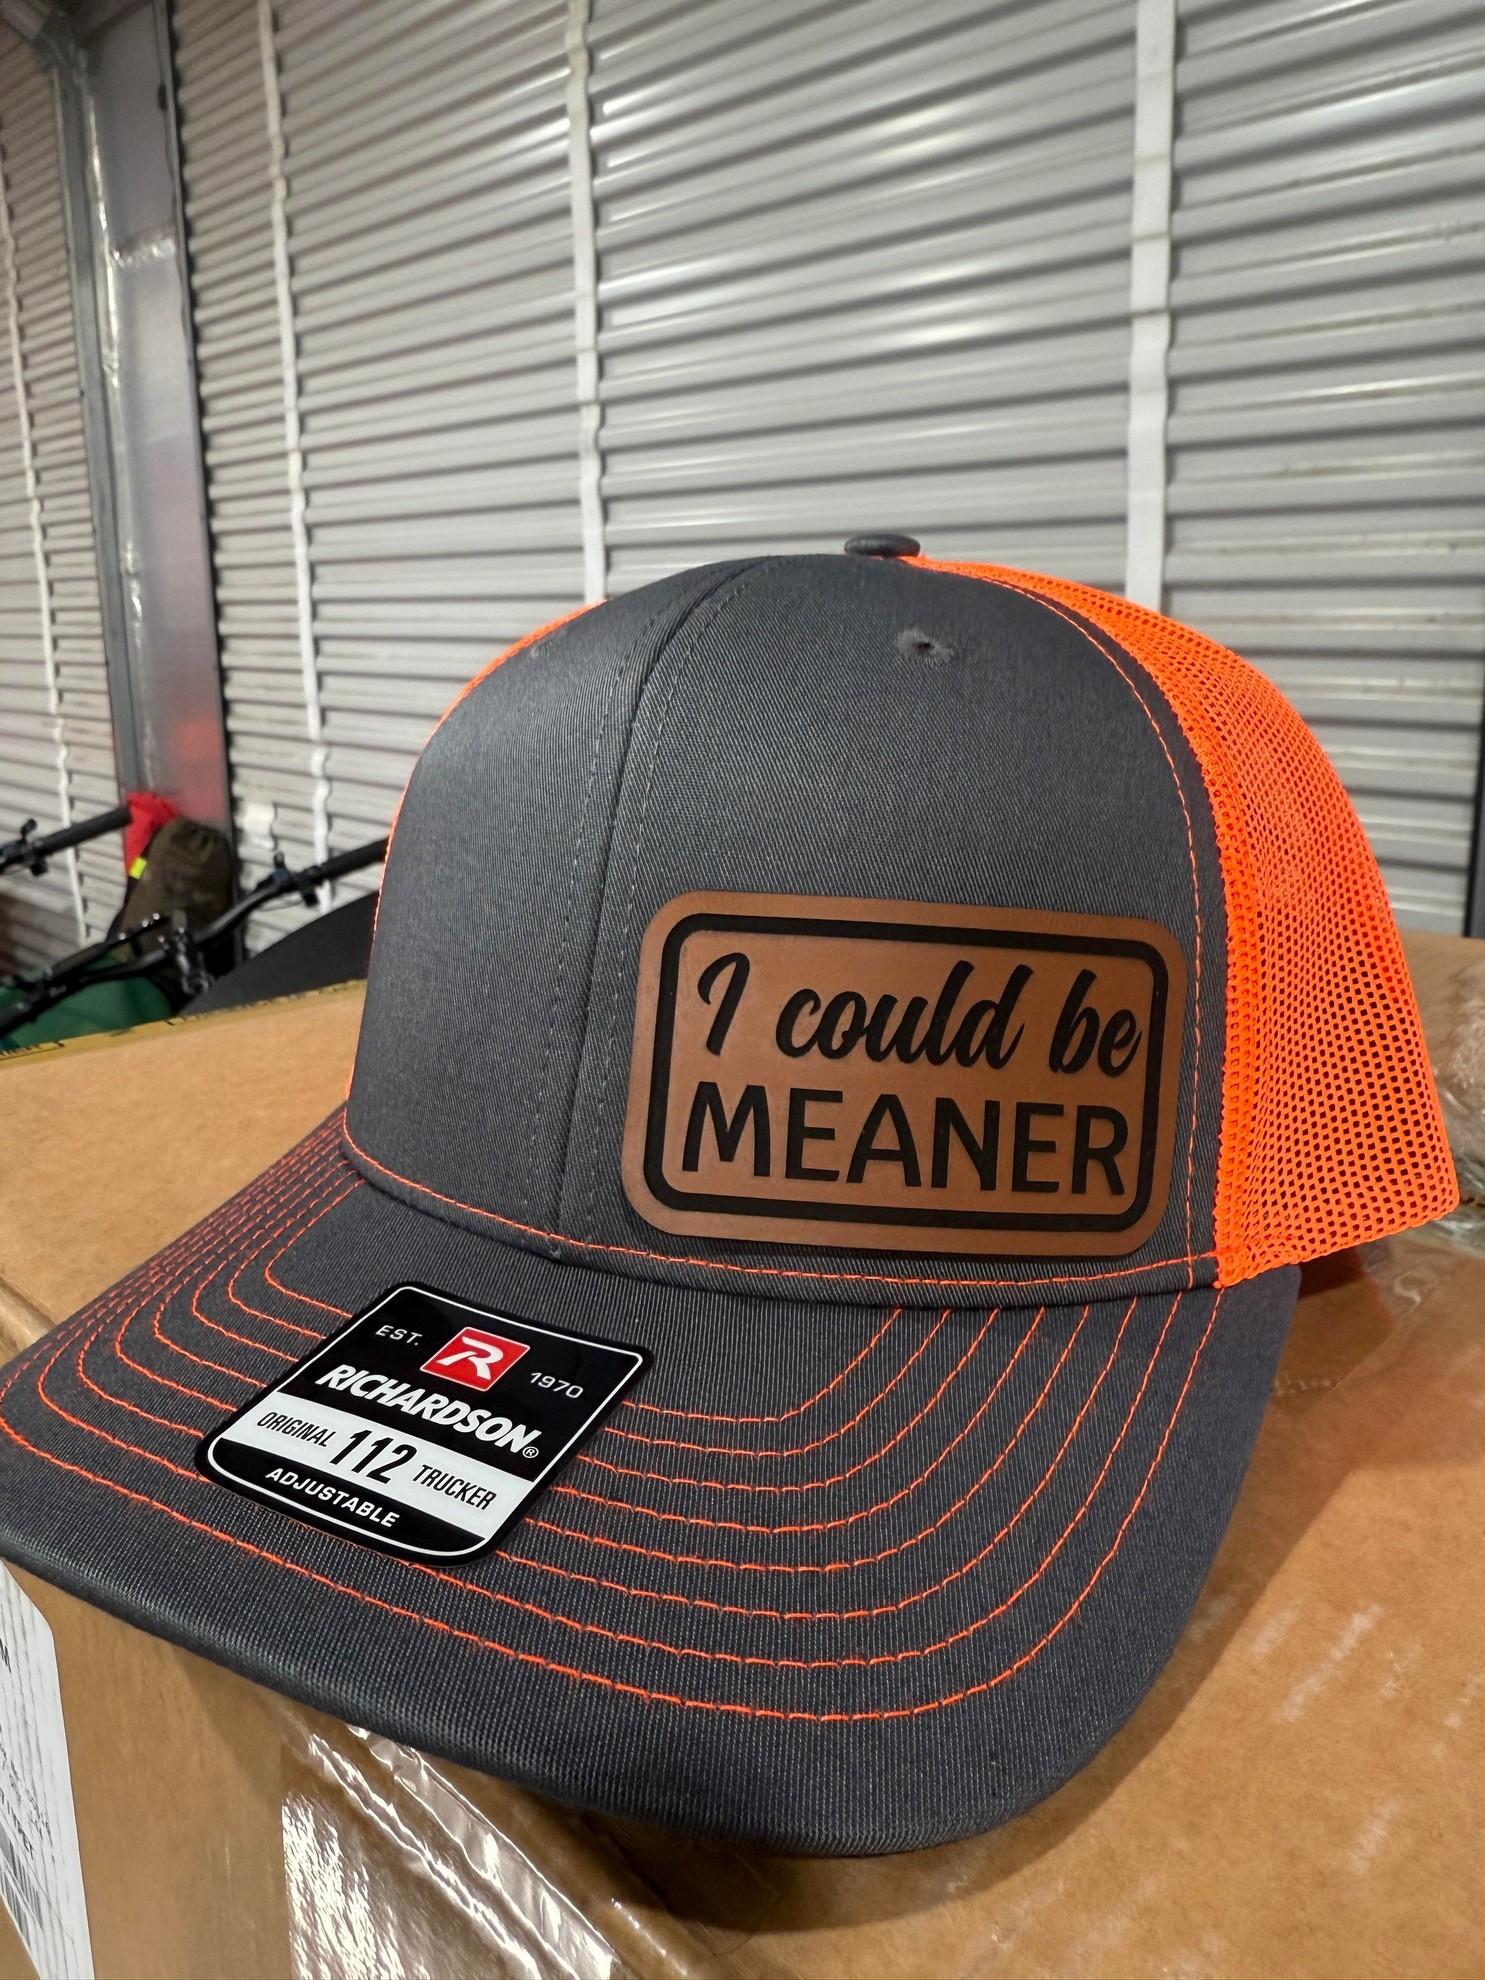 I could be
MEANER
EST. R 1970
RICHARDSON®
ORIGINAL 112 TRUCKER
ADJUSTABLE